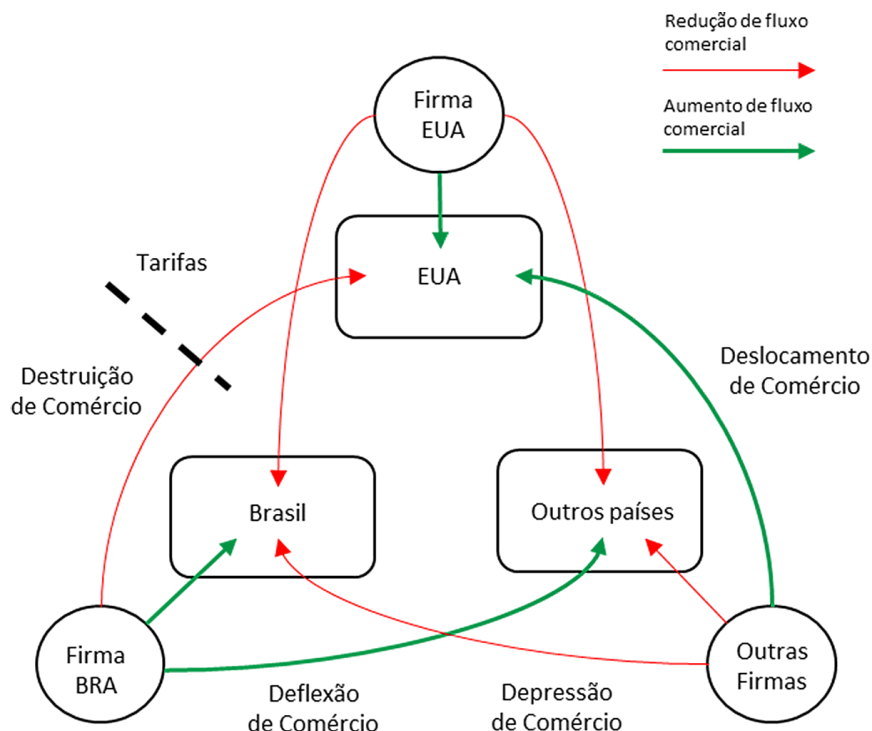 Redução de fluxo
comercial
Aumento de fluxo
comercial
Firma
EUA
Tarifas
EUA
Destruição
de Comércio
Deslocamento
de Comércio
Brasil
Outros países
Firma
BRA
Outras
Firmas
Deflexão
de Comércio
Depressão
de Comércio